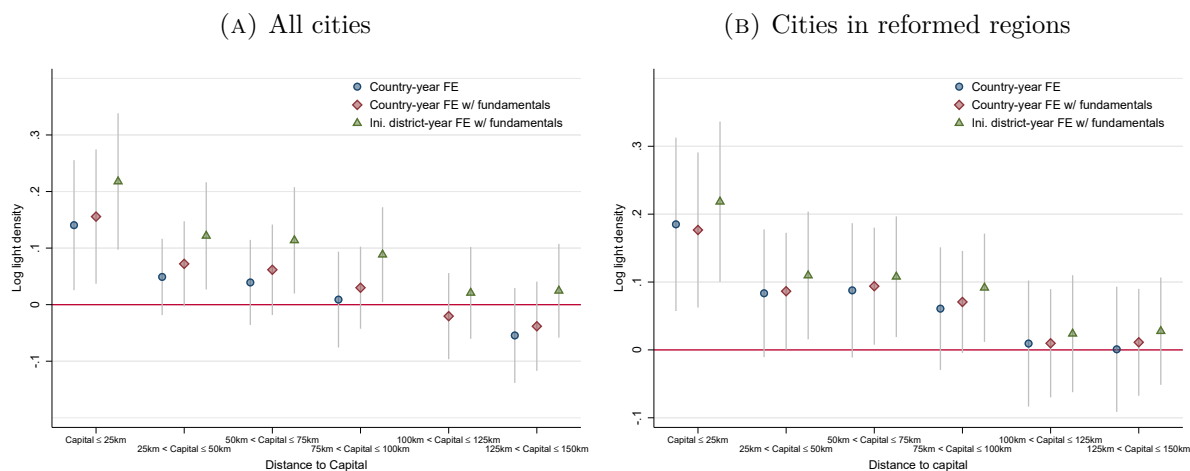 (A) All cities
Country-year FE
Country-year FE w/ fundamentals
Ini. district-year FE w/ fundamentals
Log light density
.3
.2
.1
0
-.1
Capital ≤ 25km
25km < Capital ≤ 50km
50km < Capital ≤ 75km
75km < Capital ≤ 100km
100km < Capital ≤ 125km
125km < Capital ≤ 150km
Distance to Capital
(B) Cities in reformed regions
Country-year FE
Country-year FE w/ fundamentals
Ini. district-year FE w/ fundamentals
Log light density
.3
.2
.1
0
-.1
Capital ≤ 25km
25km < Capital ≤ 50km
50km < Capital ≤ 75km
75km < Capital ≤ 100km
100km < Capital ≤ 125km
125km < Capital ≤ 150km
Distance to capital